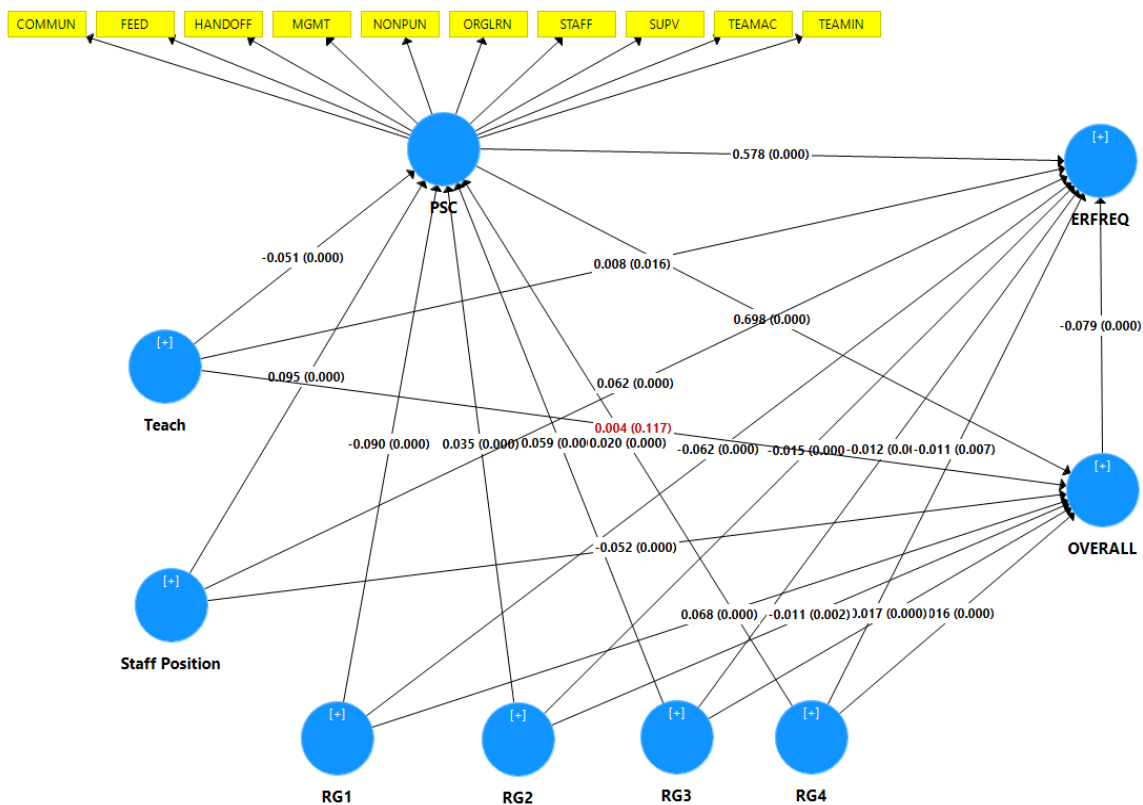 COMMUN FEED HANDOFF MGMT NONPUN ORGLRN STAFF SUPV TEAMAC TEAMIN
[+]
0.578 (0.000)
PSC
ERFREQ
-0.051 (0.000)
0.008 (0.016)
0.698 (0.000)
-0.079 (0.000)
[+]
0.095 (0.000)
0.062 (0.000)
Teach
0.004 (0.117)
-0.090 (0.000) 0.035 (0.000) 0.020 (0.000) -0.062 (0.000) -0.015 (0.000) -0.011 (0.007)
[+]
-0.052 (0.000)
OVERALL
[+]
0.068 (0.000) -0.011 (0.002)
Staff Position
[+] [+] [+] [+]
RG1 RG2 RG3 RG4